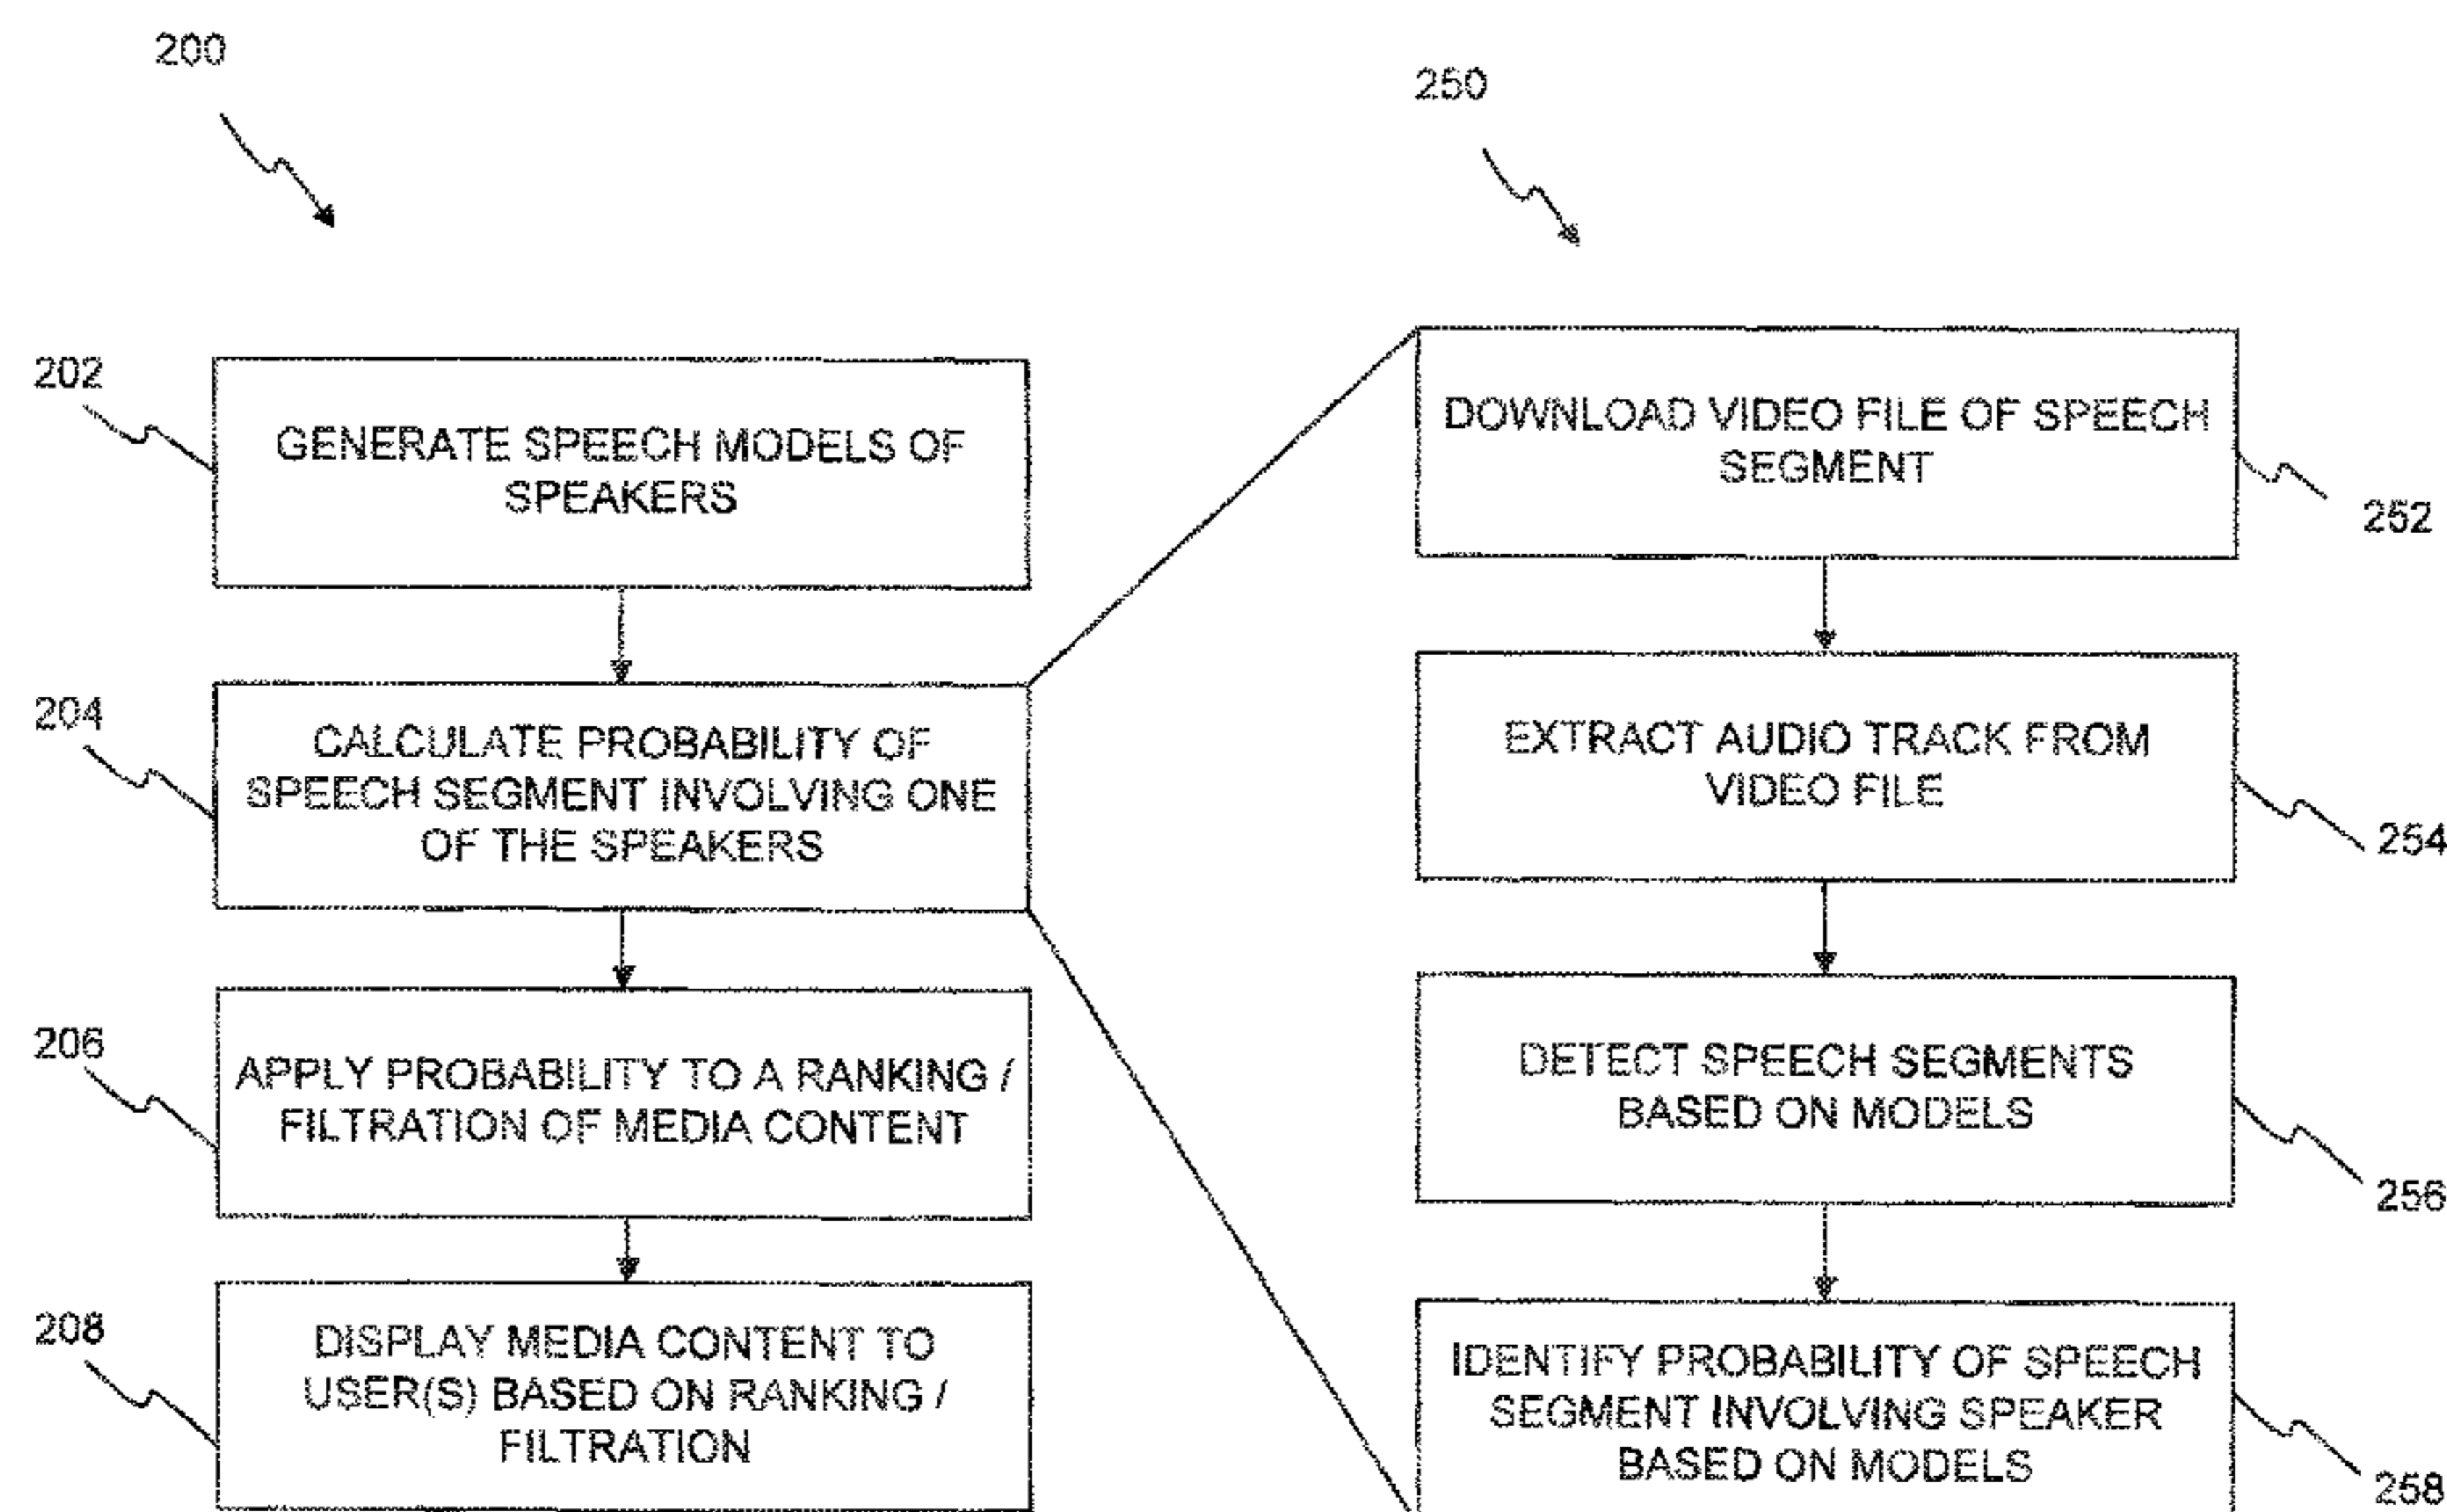 200
202
GENERATE SPEECH MODELS OF
SPEAKERS
204
CALCULATE PROBABILITY OF
SPEECH SEGMENT INVOLVING ONE
OF THE SPEAKERS
206
APPLY PROBABILITY TO A RANKING /
FILTRATION OF MEDIA CONTENT
208
DISPLAY MEDIA CONTENT TO
USER(S) BASED ON RANKING /
FILTRATION
250
DOWNLOAD VIDEO FILE OF SPEECH
SEGMENT
252
EXTRACT AUDIO TRACK FROM
VIDEO FILE
254
DETECT SPEECH SEGMENTS
BASED ON MODELS
256
IDENTIFY PROBABILITY OF SPEECH
SEGMENT INVOLVING SPEAKER
BASED ON MODELS
258